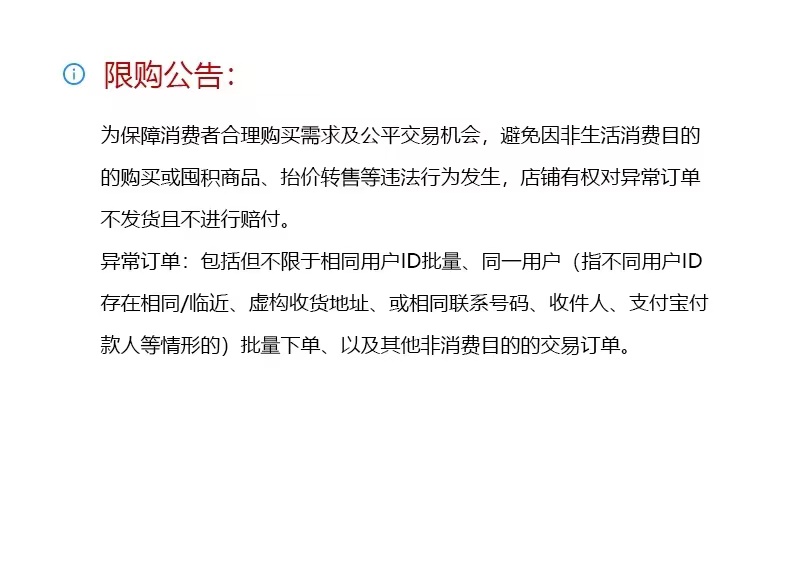 限购公告：
为保障消费者合理购买需求及公平交易机会，避免因非生活消费目的
的购买或囤积商品、抬价转售等违法行为发生，店铺有权对异常订单
不发货且不进行赔付。
异常订单：包括但不限于相同用户ID批量、同一用户（指不同用户ID
存在相同/临近、虚构收货地址、或相同联系号码、收件人、支付宝付
款人等情形的）批量下单、以及其他非消费目的的交易订单。